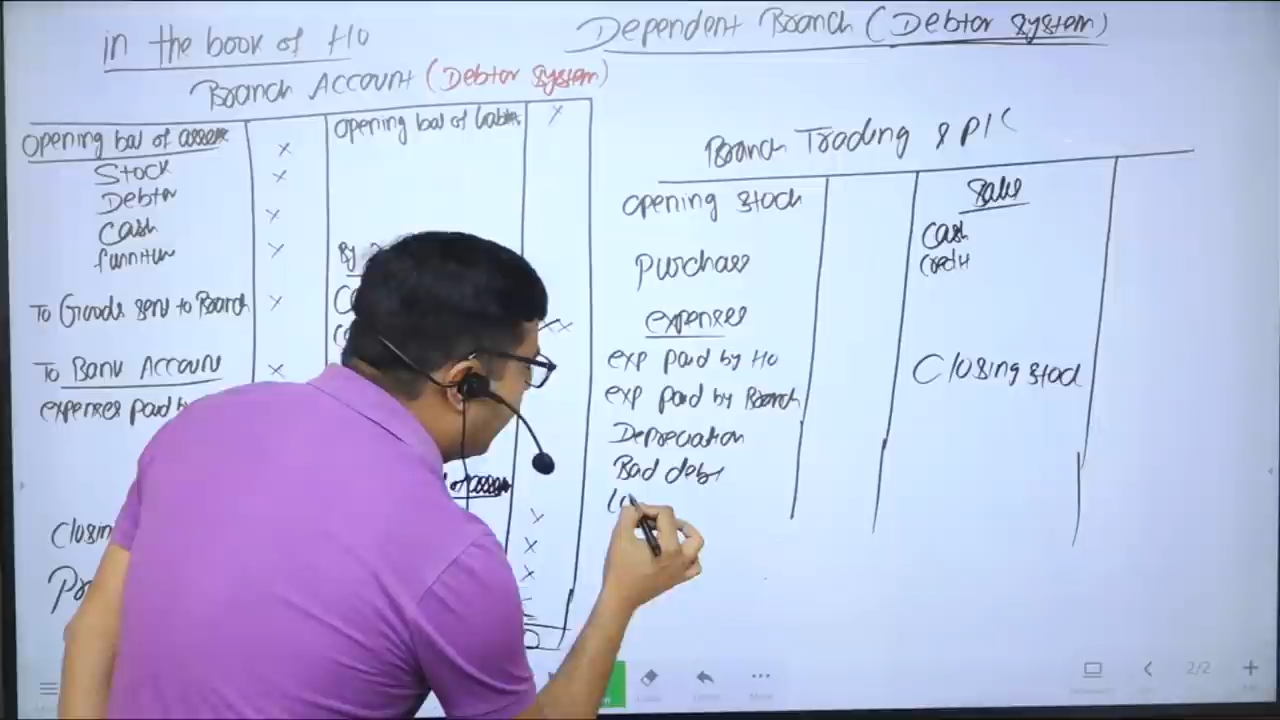 in the book of Ho
Dependent Branch (Debtor system)
Branch Account (Debtor system)
Opening bal of assets
x
Stock
x
Debtor
Cash
x
furniture
x
To Goods sent to Branch
x
To Bank Account
x
expenses paid by
Closing
Opening bal of liabilities
x
By
xx
of assets
x
x
x
Branch Trading & P/L
Opening stock
Purchase
expenses
exp paid by Ho
exp paid by Branch
Depreciation
Bad debt
Sales
Cash
Credit
Closing stock
2/2